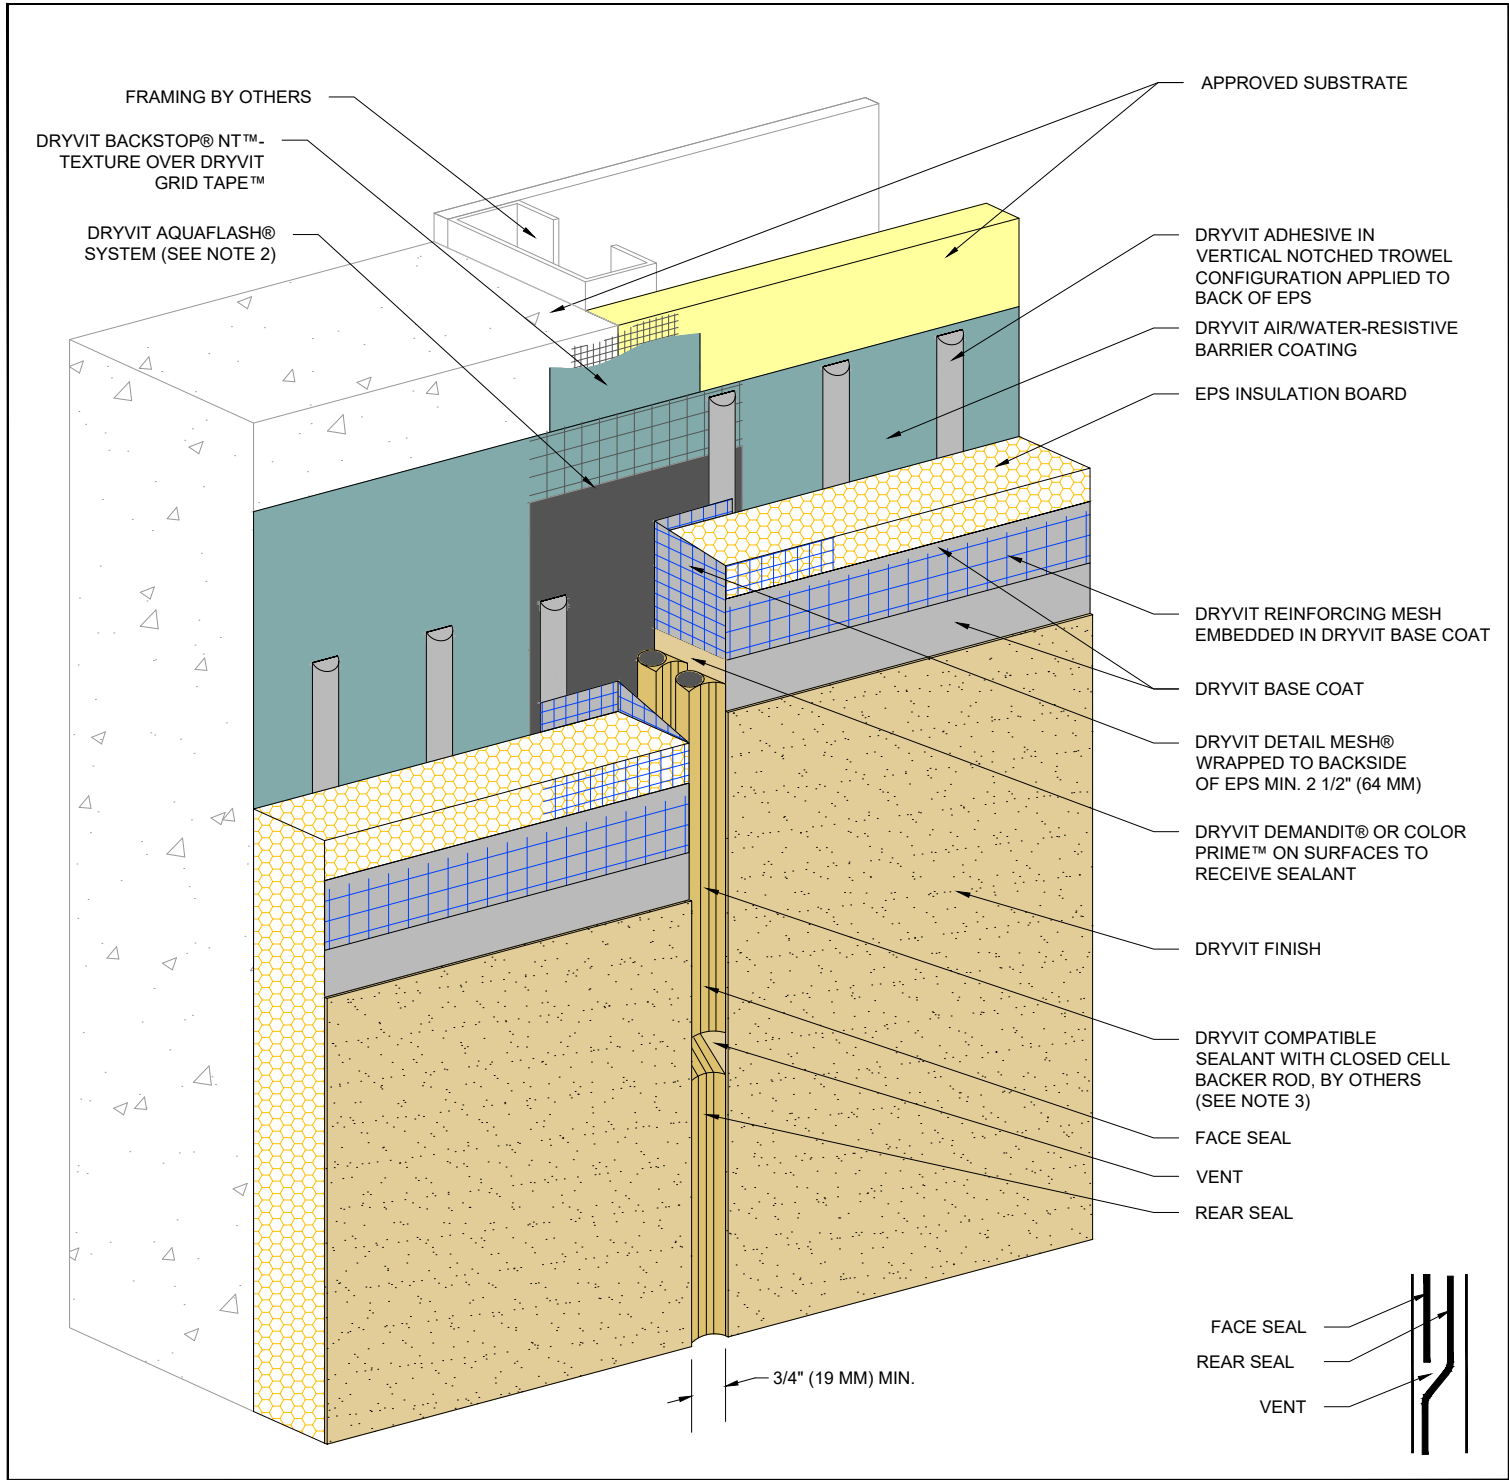 FRAMING BY OTHERS
DRYVIT BACKSTOP® NT™-
TEXTURE OVER DRYVIT
GRID TAPE™
DRYVIT AQUAFLASH®
SYSTEM (SEE NOTE 2)
APPROVED SUBSTRATE
DRYVIT ADHESIVE IN
VERTICAL NOTCHED TROWEL
CONFIGURATION APPLIED TO
BACK OF EPS
DRYVIT AIR/WATER-RESISTIVE
BARRIER COATING
EPS INSULATION BOARD
DRYVIT REINFORCING MESH
EMBEDDED IN DRYVIT BASE COAT
DRYVIT BASE COAT
DRYVIT DETAIL MESH®
WRAPPED TO BACKSIDE
OF EPS MIN. 2 1/2" (64 MM)
DRYVIT DEMANDIT® OR COLOR
PRIME™ ON SURFACES TO
RECEIVE SEALANT
DRYVIT FINISH
DRYVIT COMPATIBLE
SEALANT WITH CLOSED CELL
BACKER ROD, BY OTHERS
(SEE NOTE 3)
FACE SEAL
VENT
REAR SEAL
3/4" (19 MM) MIN.
FACE SEAL
REAR SEAL
VENT